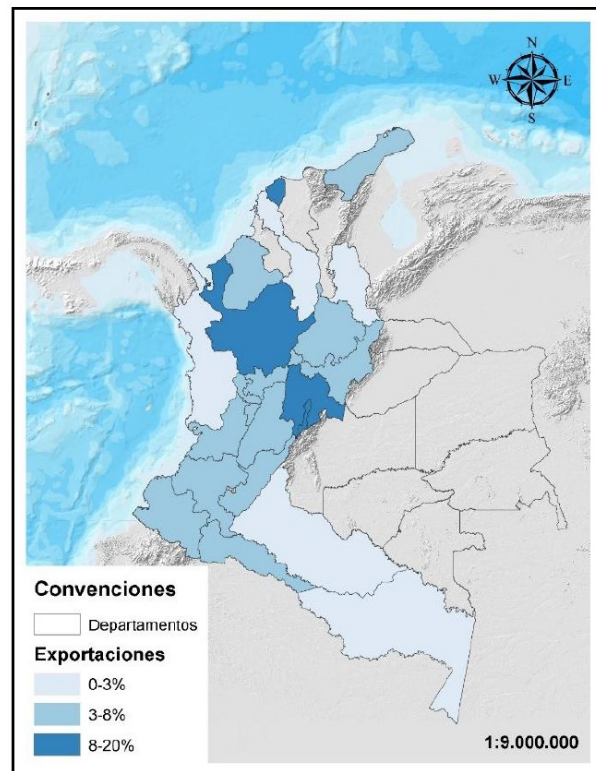 N
W E
S
Convenciones
Departamentos
Exportaciones
0-3%
3-8%
8-20%
1:9.000.000